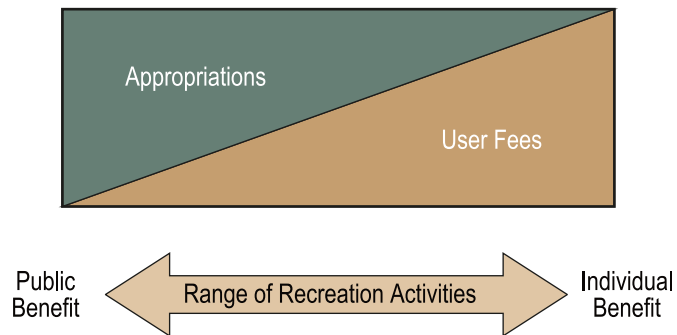 Appropriations
User Fees
Public
Benefit
Range of Recreation Activities
Individual
Benefit